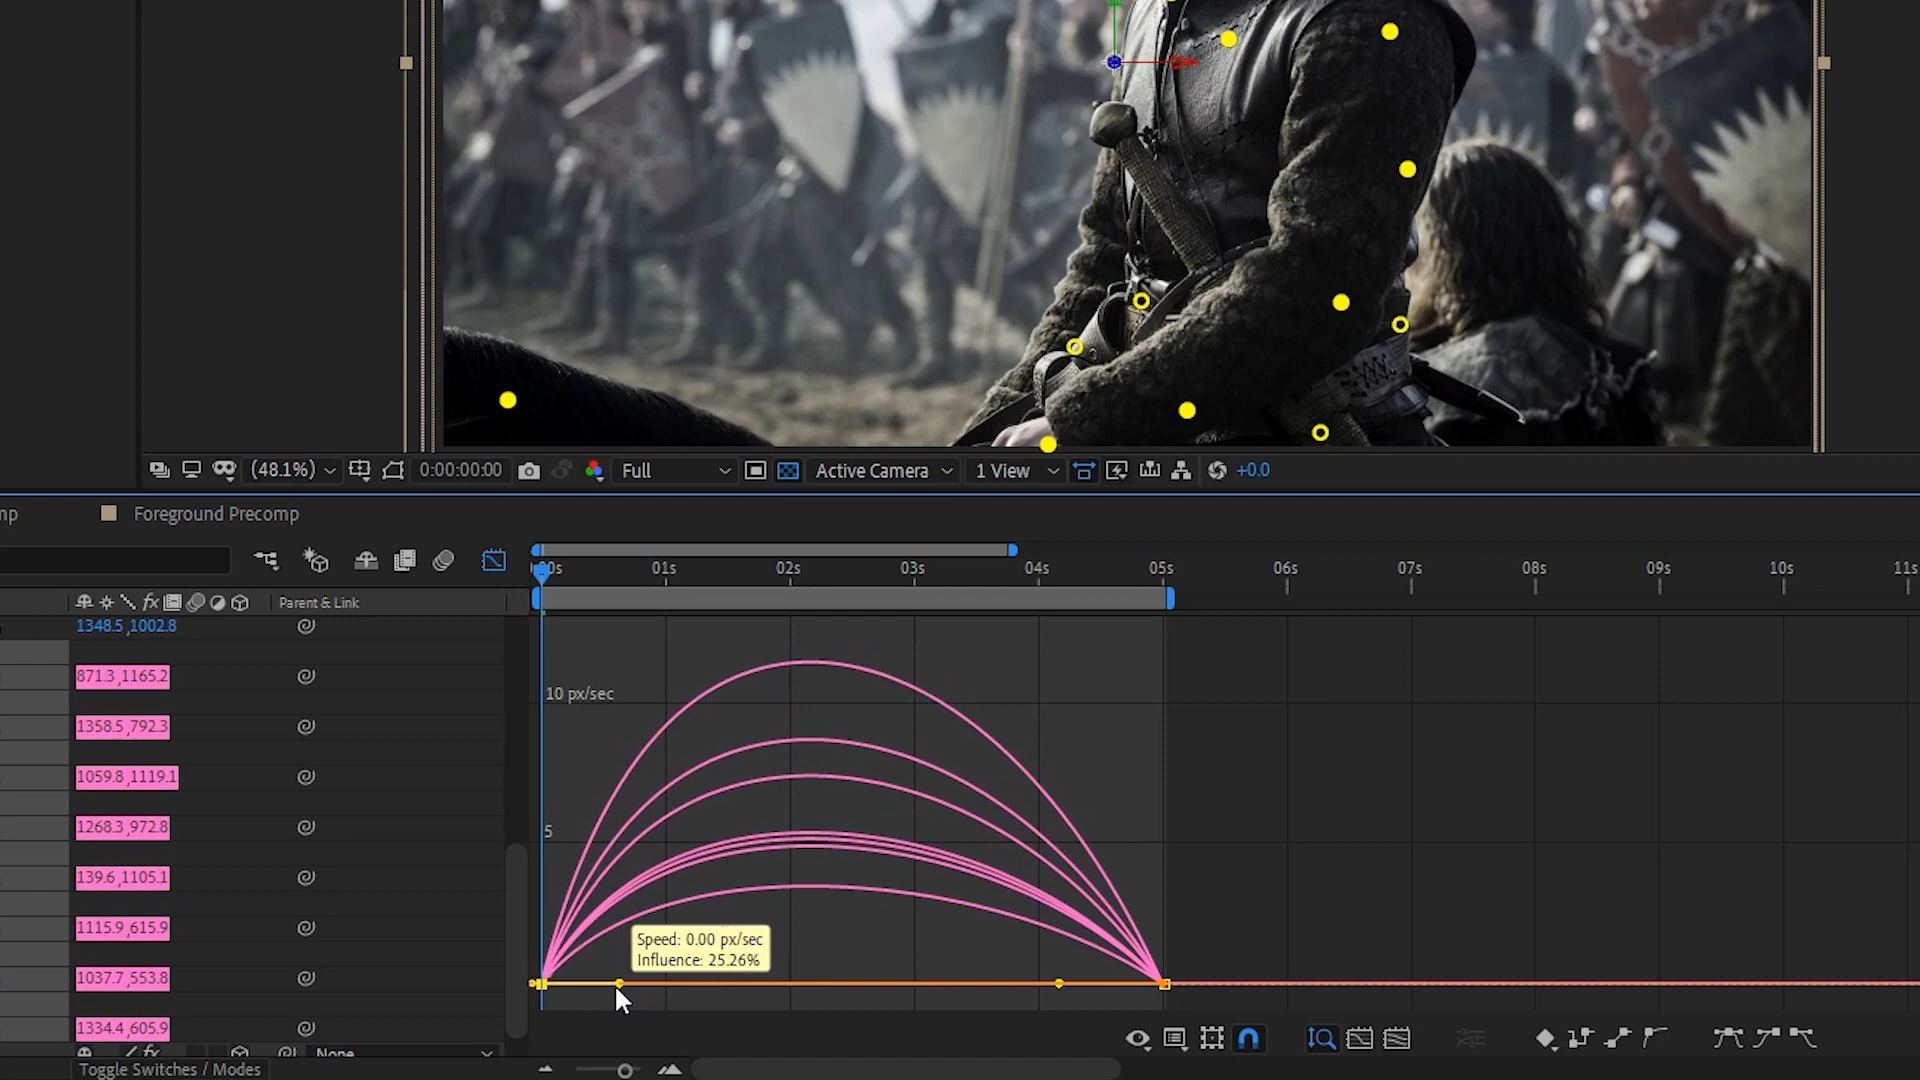 (48.1%)
0:00:00:00
Full
Active Camera
1 View
+0.0
Foreground Precomp
01s
02s
03s
04s
05s
06s
07s
08s
09s
10s
11s
fx
Parent & Link
1348.5,1002.8
871.3,1165.2
1358.5,792.3
1059.8,1119.1
1268.3,972.8
139.6,1105.1
1115.9,615.9
1037.7,553.8
1334.4,605.9
10 px/sec
5
Speed: 0.00 px/sec
Influence: 25.26%
fx
None
Toggle Switches / Modes